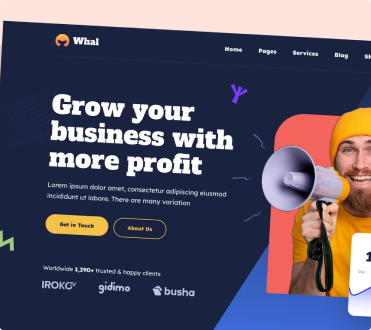 Whal
Home Pages Services Blog
Grow your
business with
more profit
Lorem ipsum dolor amet, consectetur adipiscing eiusmod
incididunt ut labore. There are many variation
Get in Touch About Us
Worldwide 1,290+ trusted & happy clients
IROKO gidimo busha